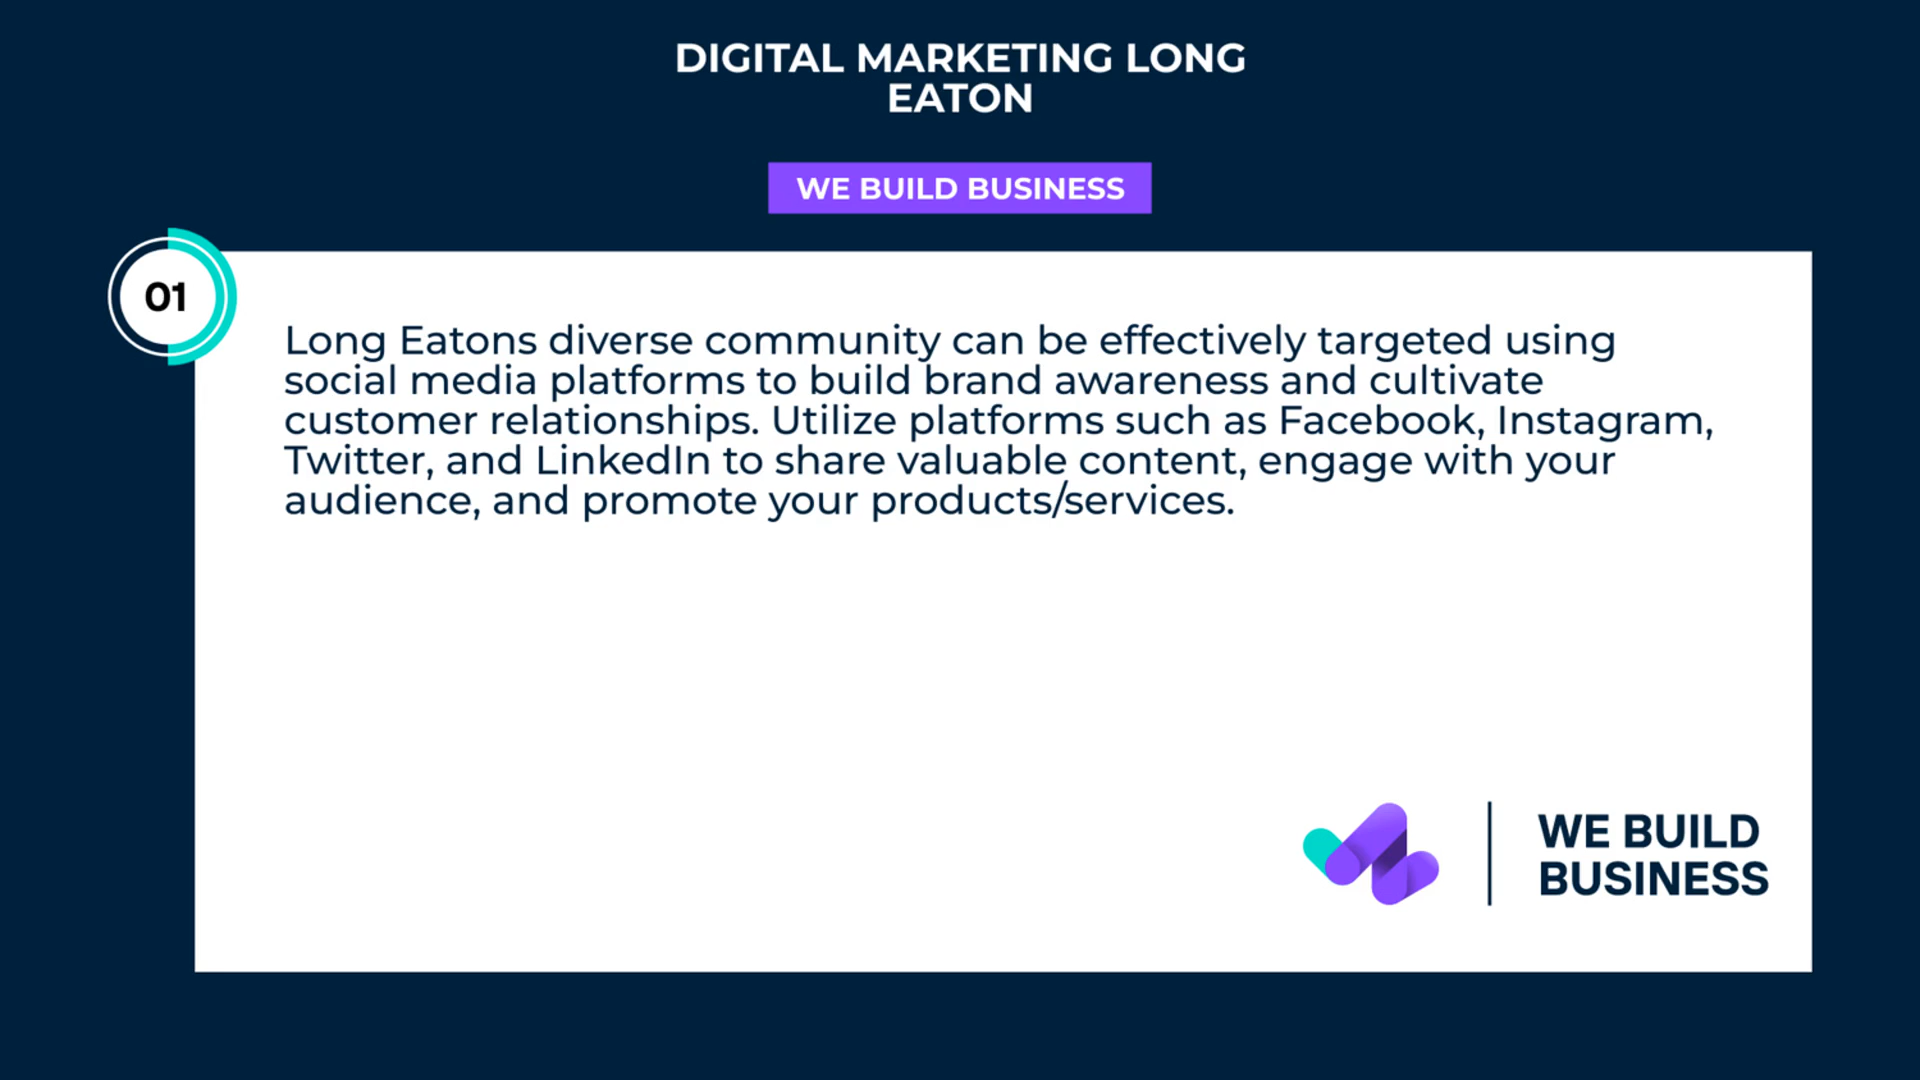 DIGITAL MARKETING LONG
EATON
WE BUILD BUSINESS
01
Long Eatons diverse community can be effectively targeted using
social media platforms to build brand awareness and cultivate
customer relationships. Utilize platforms such as Facebook, Instagram,
Twitter, and LinkedIn to share valuable content, engage with your
audience, and promote your products/services.
WE BUILD
BUSINESS